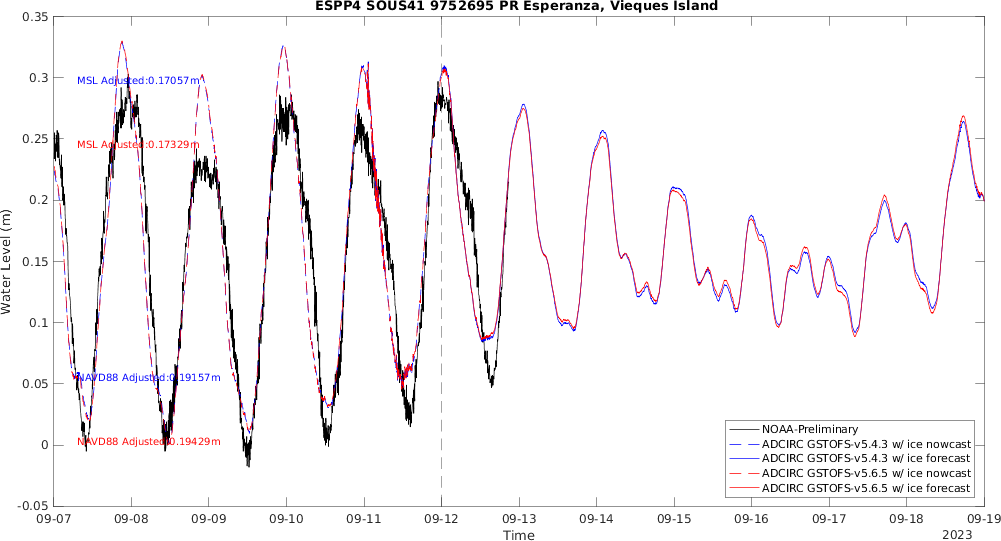 ESPP4 SOUS41 9752695 PR Esperanza, Vieques Island
0.35
0.3
0.25
0.2
0.15
0.1
0.05
0
-0.05
Water Level (m)
MSL Adjusted:0.17057m
MSL Adjusted:0.17329m
NAVD88 Adjusted:0.19157m
NAVD88 Adjusted:0.19429m
NOAA-Preliminary
ADCIRC GSTOFS-v5.4.3 w/ ice nowcast
ADCIRC GSTOFS-v5.4.3 w/ ice forecast
ADCIRC GSTOFS-v5.6.5 w/ ice nowcast
ADCIRC GSTOFS-v5.6.5 w/ ice forecast
09-07 09-08 09-09 09-10 09-11 09-12 09-13 09-14 09-15 09-16 09-17 09-18 09-19
Time
2023